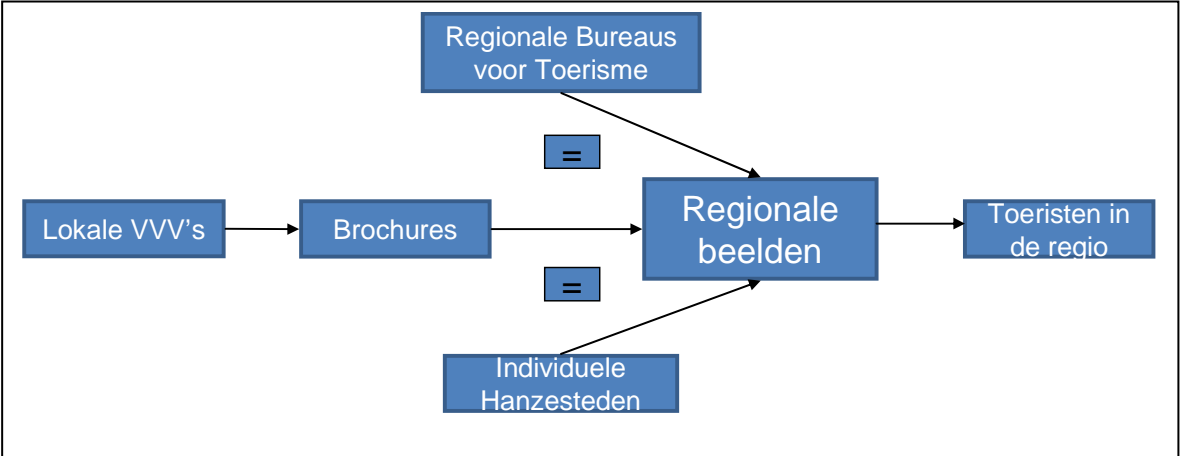 Regionale Bureaus
voor Toerisme
=
Lokale VVV's
Brochures
Regionale
beelden
Toeristen in
de regio
=
Individuele
Hanzesteden